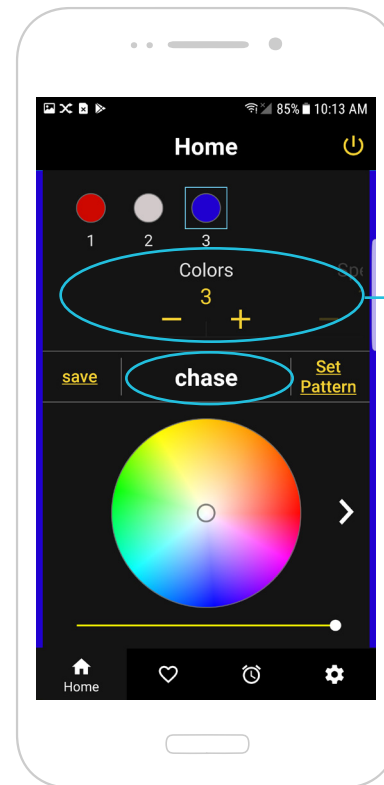 85% 10:13 AM
Home
1 2 3
Colors
3
save
chase
Set
Pattern
Home